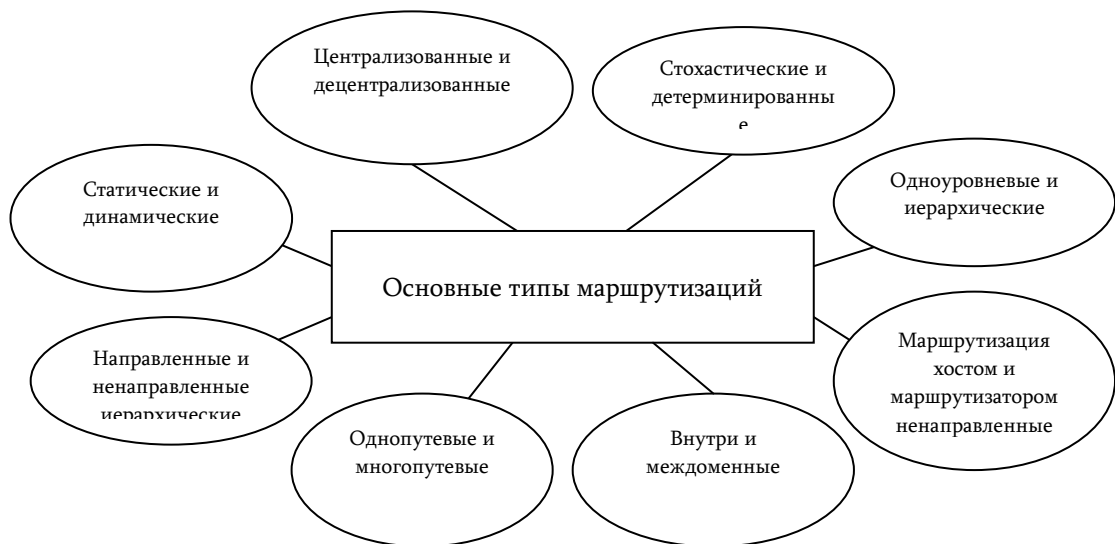 Централизованные и
децентрализованные
Стохастические и
детерминированны
е
Статические и
динамические
Одноуровневые и
иерархические
Основные типы маршрутизаций
Направленные и
ненаправленные
иерархические
Маршрутизация
хостом и
маршрутизатором
ненаправленные
Однопутевые и
многопутевые
Внутри и
междоменные